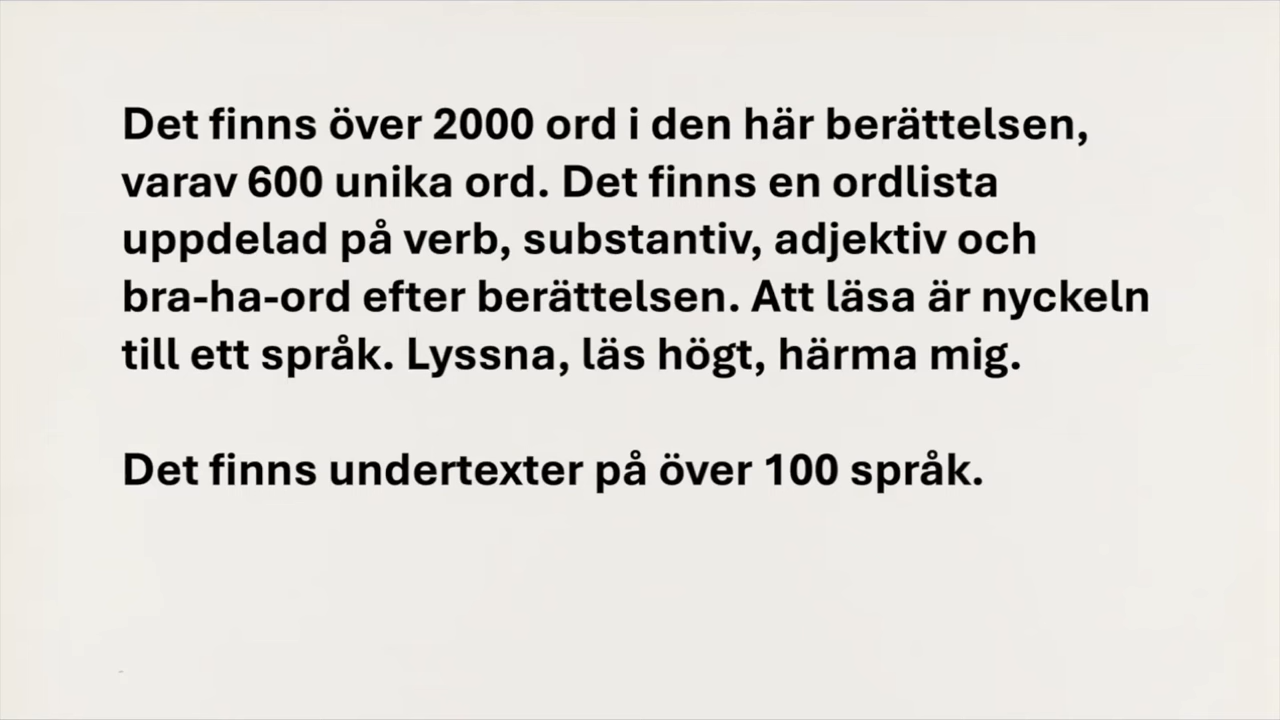 Det finns över 2000 ord i den här berättelsen,
varav 600 unika ord. Det finns en ordlista
uppdelad på verb, substantiv, adjektiv och
bra-ha-ord efter berättelsen. Att läsa är nyckeln
till ett språk. Lyssna, läs högt, härma mig.
Det finns undertexter på över 100 språk.